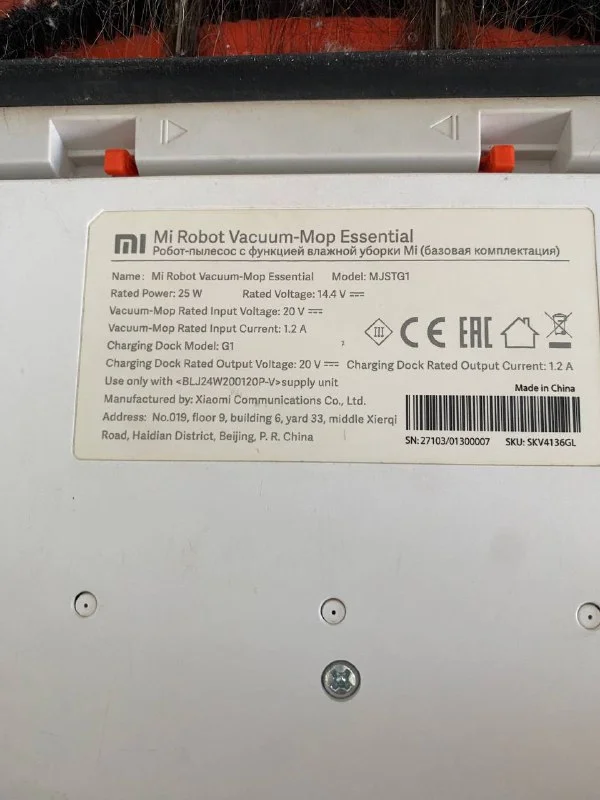 mi Mi Robot Vacuum-Mop Essential
Робот-пылесос с функцией влажной уборки Mi (базовая комплектация)
Name: Mi Robot Vacuum-Mop Essential Model: MJSTG1
Rated Power: 25 W Rated Voltage: 14.4 V ⎓
Vacuum-Mop Rated Input Voltage: 20 V ⎓
Vacuum-Mop Rated Input Current: 1.2 A
III CE EAC
Charging Dock Model: G1
Charging Dock Rated Output Voltage: 20 V ⎓ Charging Dock Rated Output Current: 1.2 A
Use only with <BLJ24W200120P-V>supply unit
Made in China
Manufactured by: Xiaomi Communications Co., Ltd.
Address: No.019, floor 9, building 6, yard 33, middle Xierqi
Road, Haidian District, Beijing, P. R. China
SN: 27103/01300007 SKU: SKV4136GL